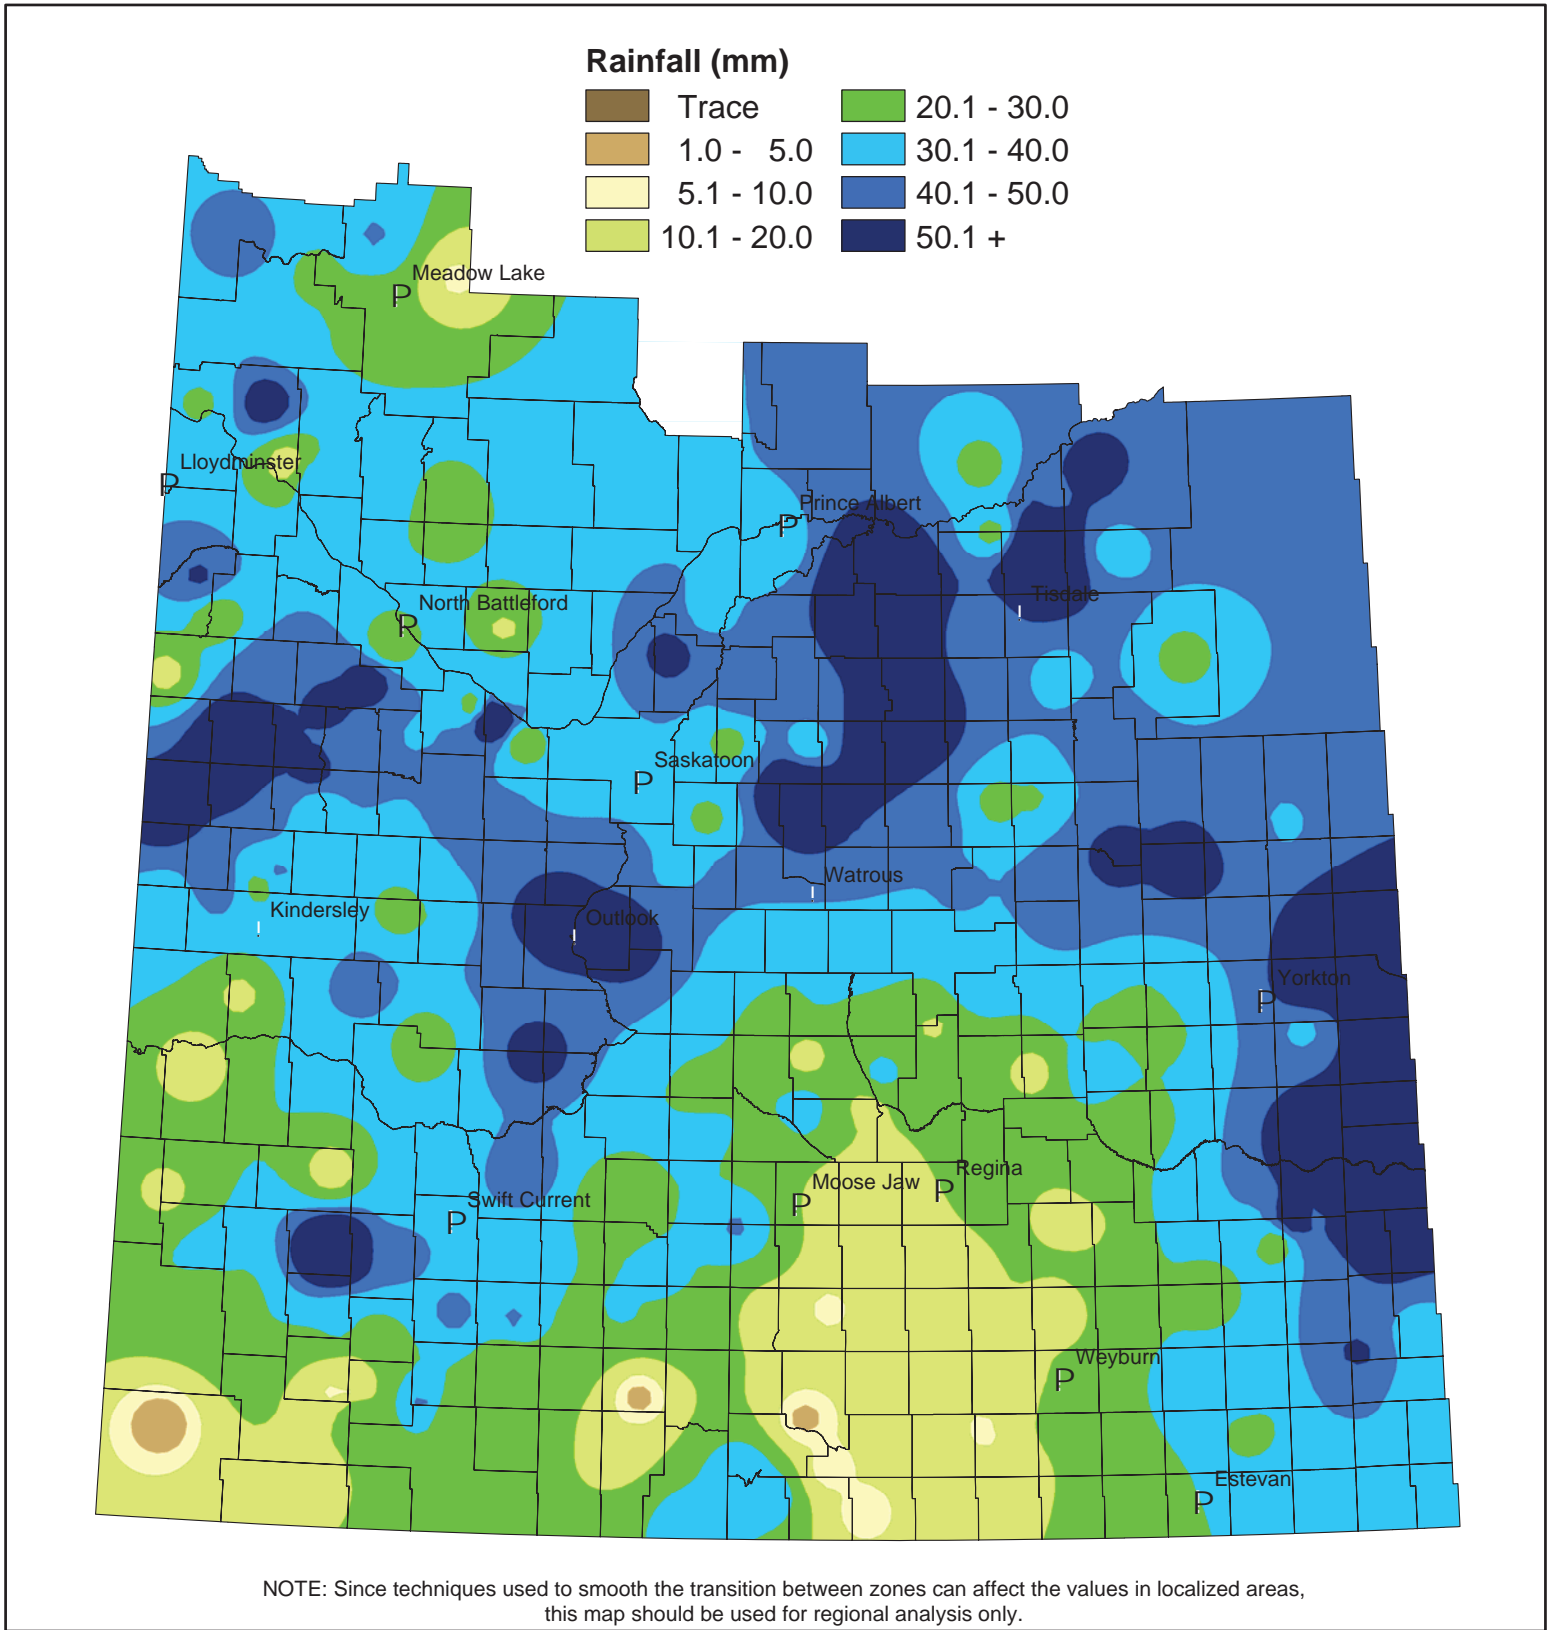 Rainfall (mm)
Trace
1.0 - 5.0
5.1 - 10.0
10.1 - 20.0
20.1 - 30.0
30.1 - 40.0
40.1 - 50.0
50.1 +
Meadow Lake
P
Lloydminster
P
Prince Albert
P
Tisdale
North Battleford
P
Saskatoon
P
Watrous
Kindersley
Outlook
Yorkton
P
Regina
P
Moose Jaw
P
Swift Current
P
Weyburn
P
Estevan
P
NOTE: Since techniques used to smooth the transition between zones can affect the values in localized areas,
this map should be used for regional analysis only.